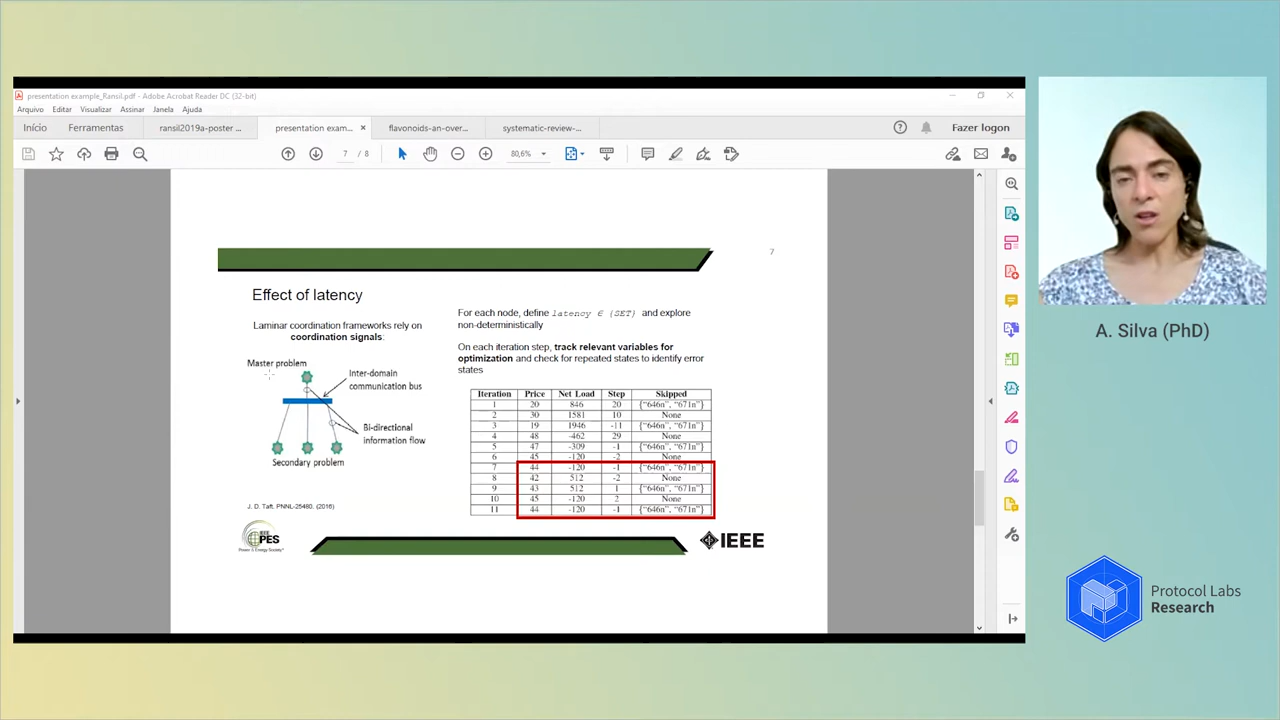 presentation example_Ransil.pdf - Adobe Acrobat Reader DC (32-bit)
Arquivo Editar Visualizar Assinar Janela Ajuda
Início Ferramentas ransil2019a-poster ... presentation exam... flavonoids-an-over... systematic-review-... Fazer logon
7 / 8 80,6%
7
Effect of latency
Laminar coordination frameworks rely on
coordination signals:
Master problem
Inter-domain
communication bus
Bi-directional
information flow
Secondary problem
J. D. Taft. PNNL-25480. (2016)
For each node, define latency ∈ {SET} and explore
non-deterministically
On each iteration step, track relevant variables for
optimization and check for repeated states to identify error
states
Iteration Price Net Load Step Skipped
1 20 846 20 {"646n", "671n"}
2 30 1581 10 None
3 19 1946 -11 {"646n", "671n"}
4 48 -462 29 None
5 47 -309 -1 {"646n", "671n"}
6 45 -120 -2 None
7 44 -120 -1 {"646n", "671n"}
8 42 512 -2 None
9 43 512 1 {"646n", "671n"}
10 45 -120 2 None
11 44 -120 -1 {"646n", "671n"}
IEEE
PES
Power & Energy Society®
IEEE
A. Silva (PhD)
Protocol Labs
Research